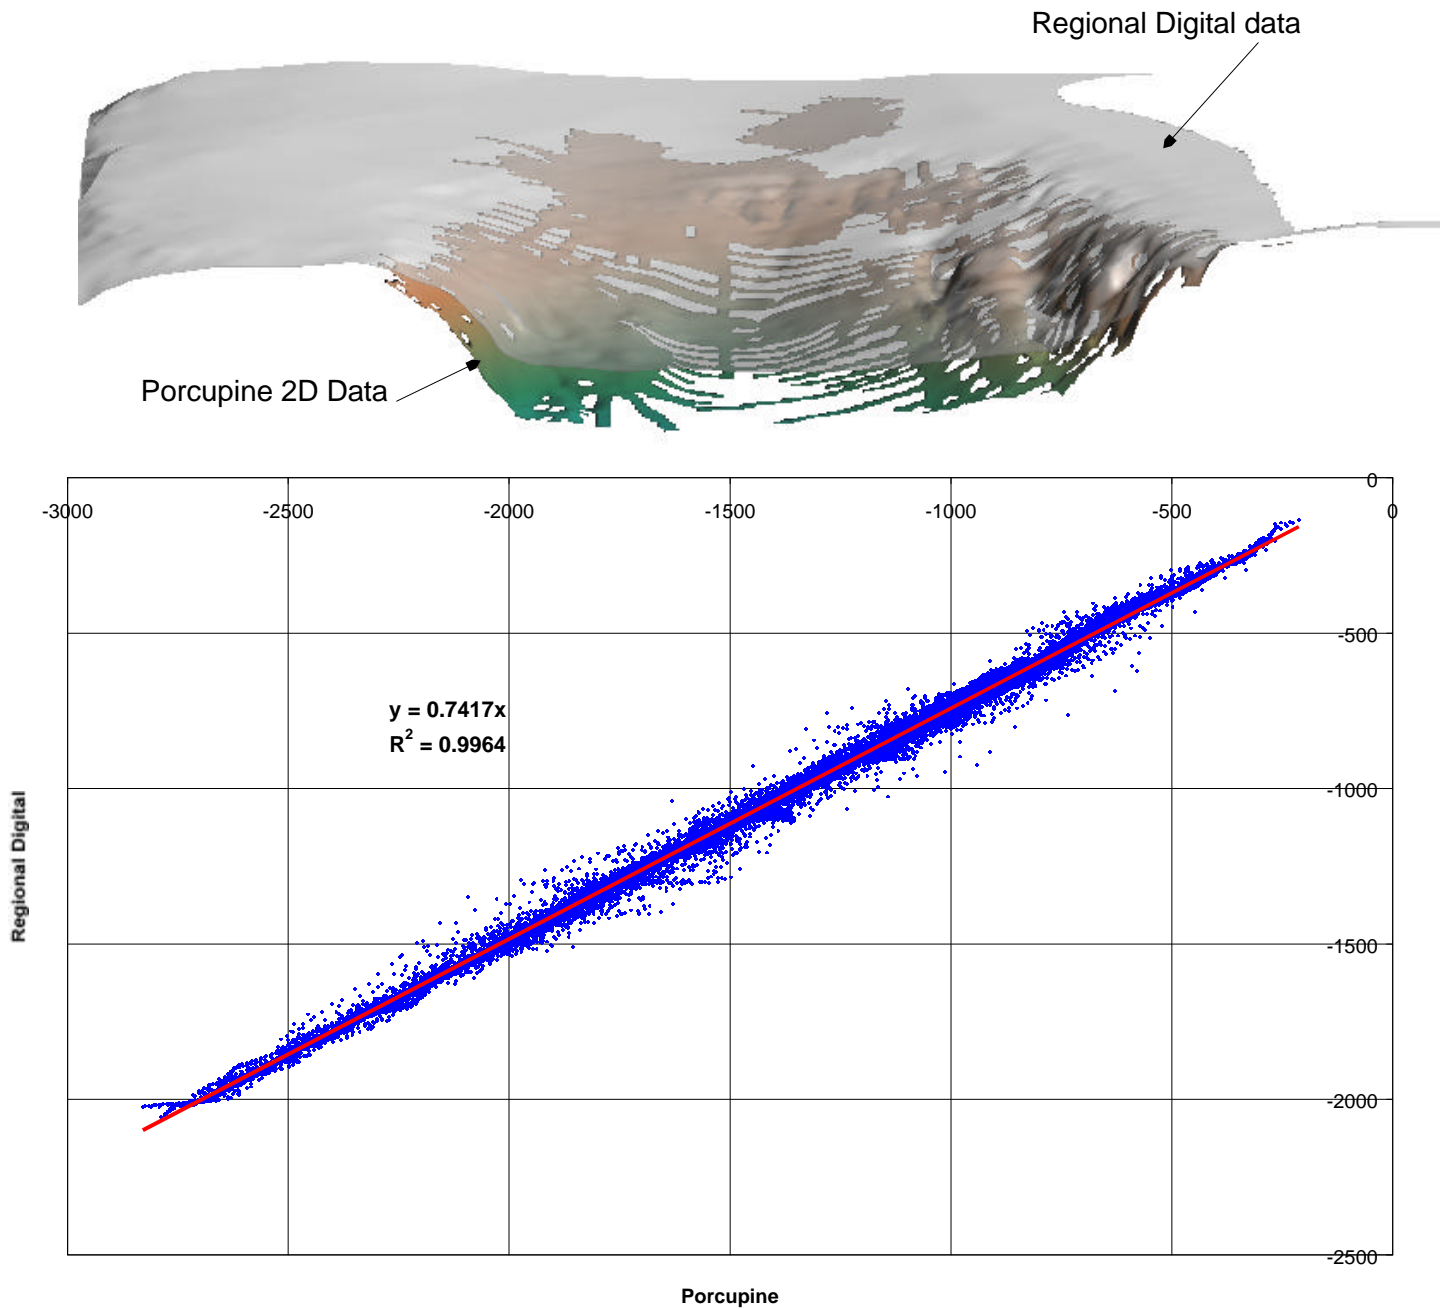 Regional Digital data
Porcupine 2D Data
0
-3000 -2500 -2000 -1500 -1000 -500 0
-500
y = 0.7417x
R² = 0.9964
-1000
Regional Digital
-1500
-2000
-2500
Porcupine